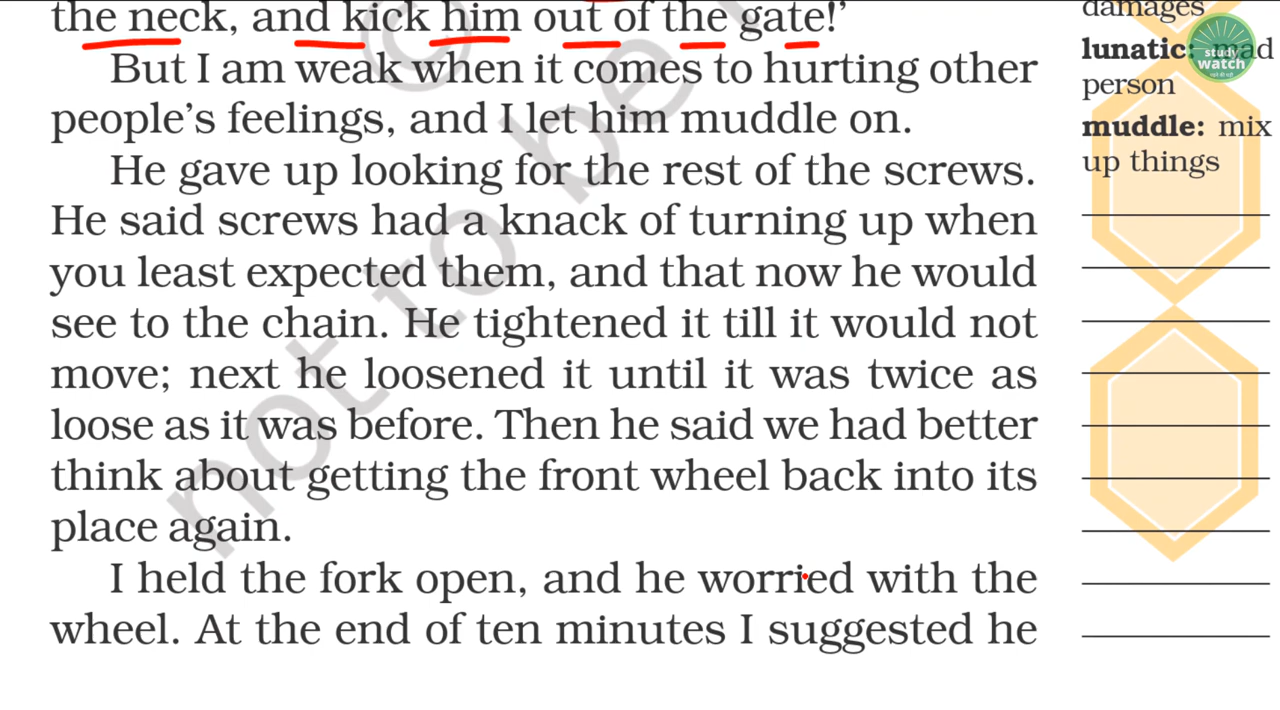 the neck, and kick him out of the gate!'
But I am weak when it comes to hurting other
people's feelings, and I let him muddle on.
He gave up looking for the rest of the screws.
He said screws had a knack of turning up when
you least expected them, and that now he would
see to the chain. He tightened it till it would not
move; next he loosened it until it was twice as
loose as it was before. Then he said we had better
think about getting the front wheel back into its
place again.
I held the fork open, and he worried with the
wheel. At the end of ten minutes I suggested he
damages
lunatic: mad
person
muddle: mix
up things
study
watch
not to be